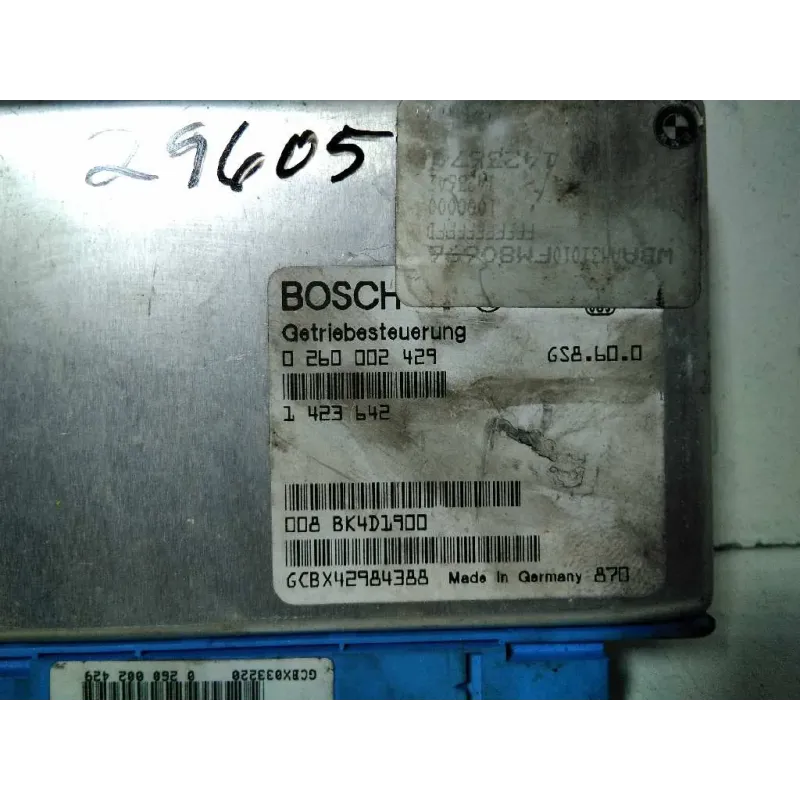 29605
1000000
BOSCH
Getriebesteuerung
0 260 002 429 GS8.60.0
1 423 642
008 BK4D1900
GCBX42984388 Made in Germany 870
GCBX033220 0 260 002 429